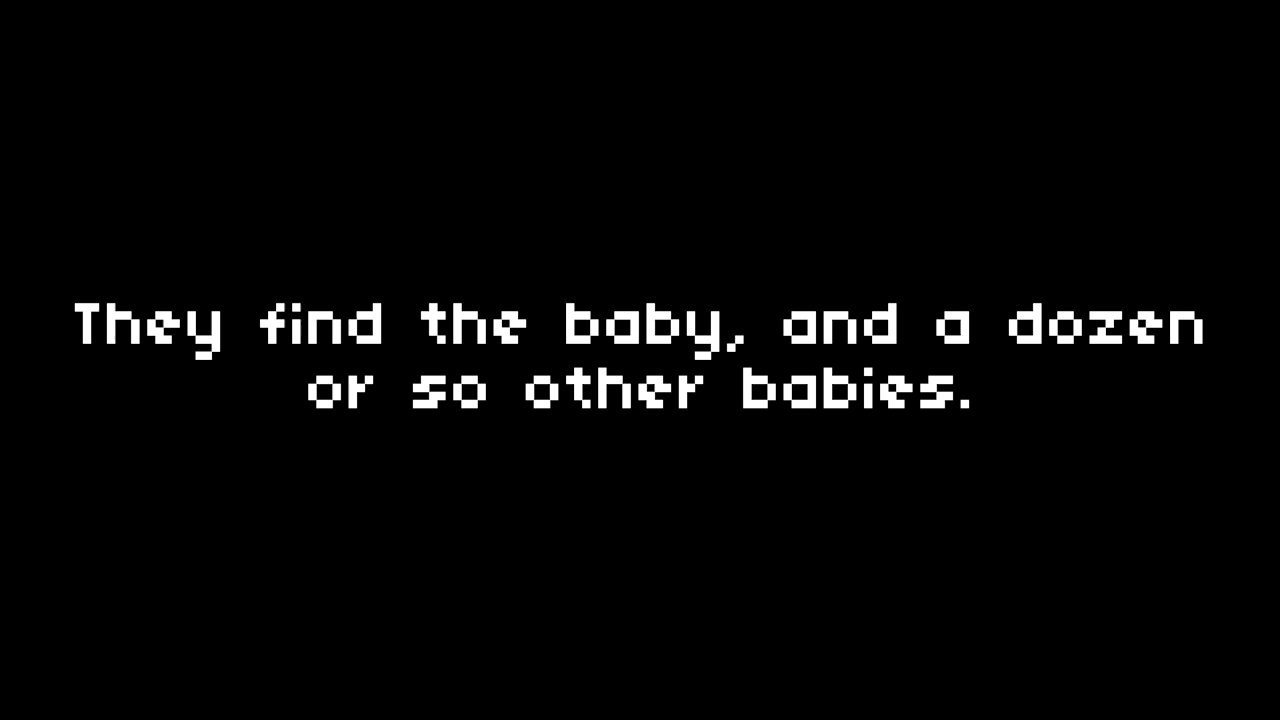 They find the baby, and a dozen
or so other babies.